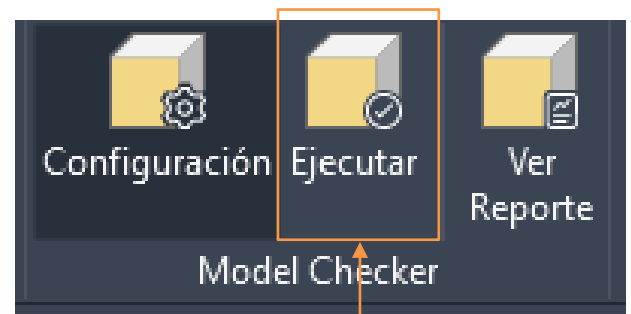 Configuración
Ejecutar
Ver
Reporte
Model Checker